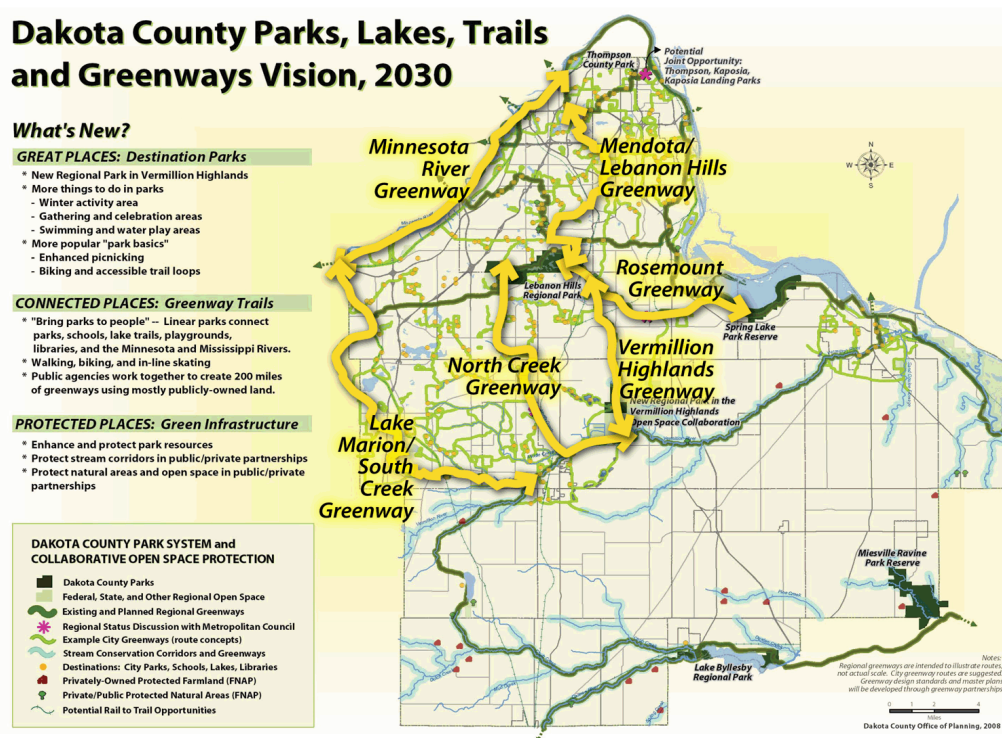 Dakota County Parks, Lakes, Trails
and Greenways Vision, 2030
What's New?
GREAT PLACES: Destination Parks
* New Regional Park in Vermillion Highlands
* More things to do in parks
- Winter activity area
- Gathering and celebration areas
- Swimming and water play areas
* More popular "park basics"
- Enhanced picnicking
- Biking and accessible trail loops
CONNECTED PLACES: Greenway Trails
* "Bring parks to people" -- Linear parks connect
parks, schools, lake trails, playgrounds,
libraries, and the Minnesota and Mississippi Rivers.
* Walking, biking, and in-line skating
* Public agencies work together to create 200 miles
of greenways using mostly publicly-owned land.
PROTECTED PLACES: Green Infrastructure
* Enhance and protect park resources
* Protect stream corridors in public/private partnerships
* Protect natural areas and open space in public/private
partnerships
DAKOTA COUNTY PARK SYSTEM and
COLLABORATIVE OPEN SPACE PROTECTION
Dakota County Parks
Federal, State, and Other Regional Open Space
Existing and Planned Regional Greenways
Regional Status Discussion with Metropolitan Council
Example City Greenways (route concepts)
Stream Conservation Corridors and Greenways
Destinations: City Parks, Schools, Lakes, Libraries
Privately-Owned Protected Farmland (FNAP)
Private/Public Protected Natural Areas (FNAP)
Potential Rail to Trail Opportunities
Thompson
County Park
Potential
Joint Opportunity:
Thompson, Kaposia,
Kaposia Landing Parks
Minnesota
River
Greenway
Mendota/
Lebanon Hills
Greenway
N
W
E
S
Rosemount
Greenway
Lebanon Hills
Regional Park
Spring Lake
Park Reserve
North Creek
Greenway
Vermillion
Highlands
Greenway
New Regional Park in the
Vermillion Highlands
Open Space Collaboration
Lake
Marion/
South
Creek
Greenway
Miesville Ravine
Park Reserve
Lake Byllesby
Regional Park
Notes:
Regional greenways are intended to illustrate routes,
not actual scale. City greenway routes are suggested.
Greenway design standards and master plans
will be developed through greenway partnerships
0 1 2 4
Miles
Dakota County Office of Planning, 2008